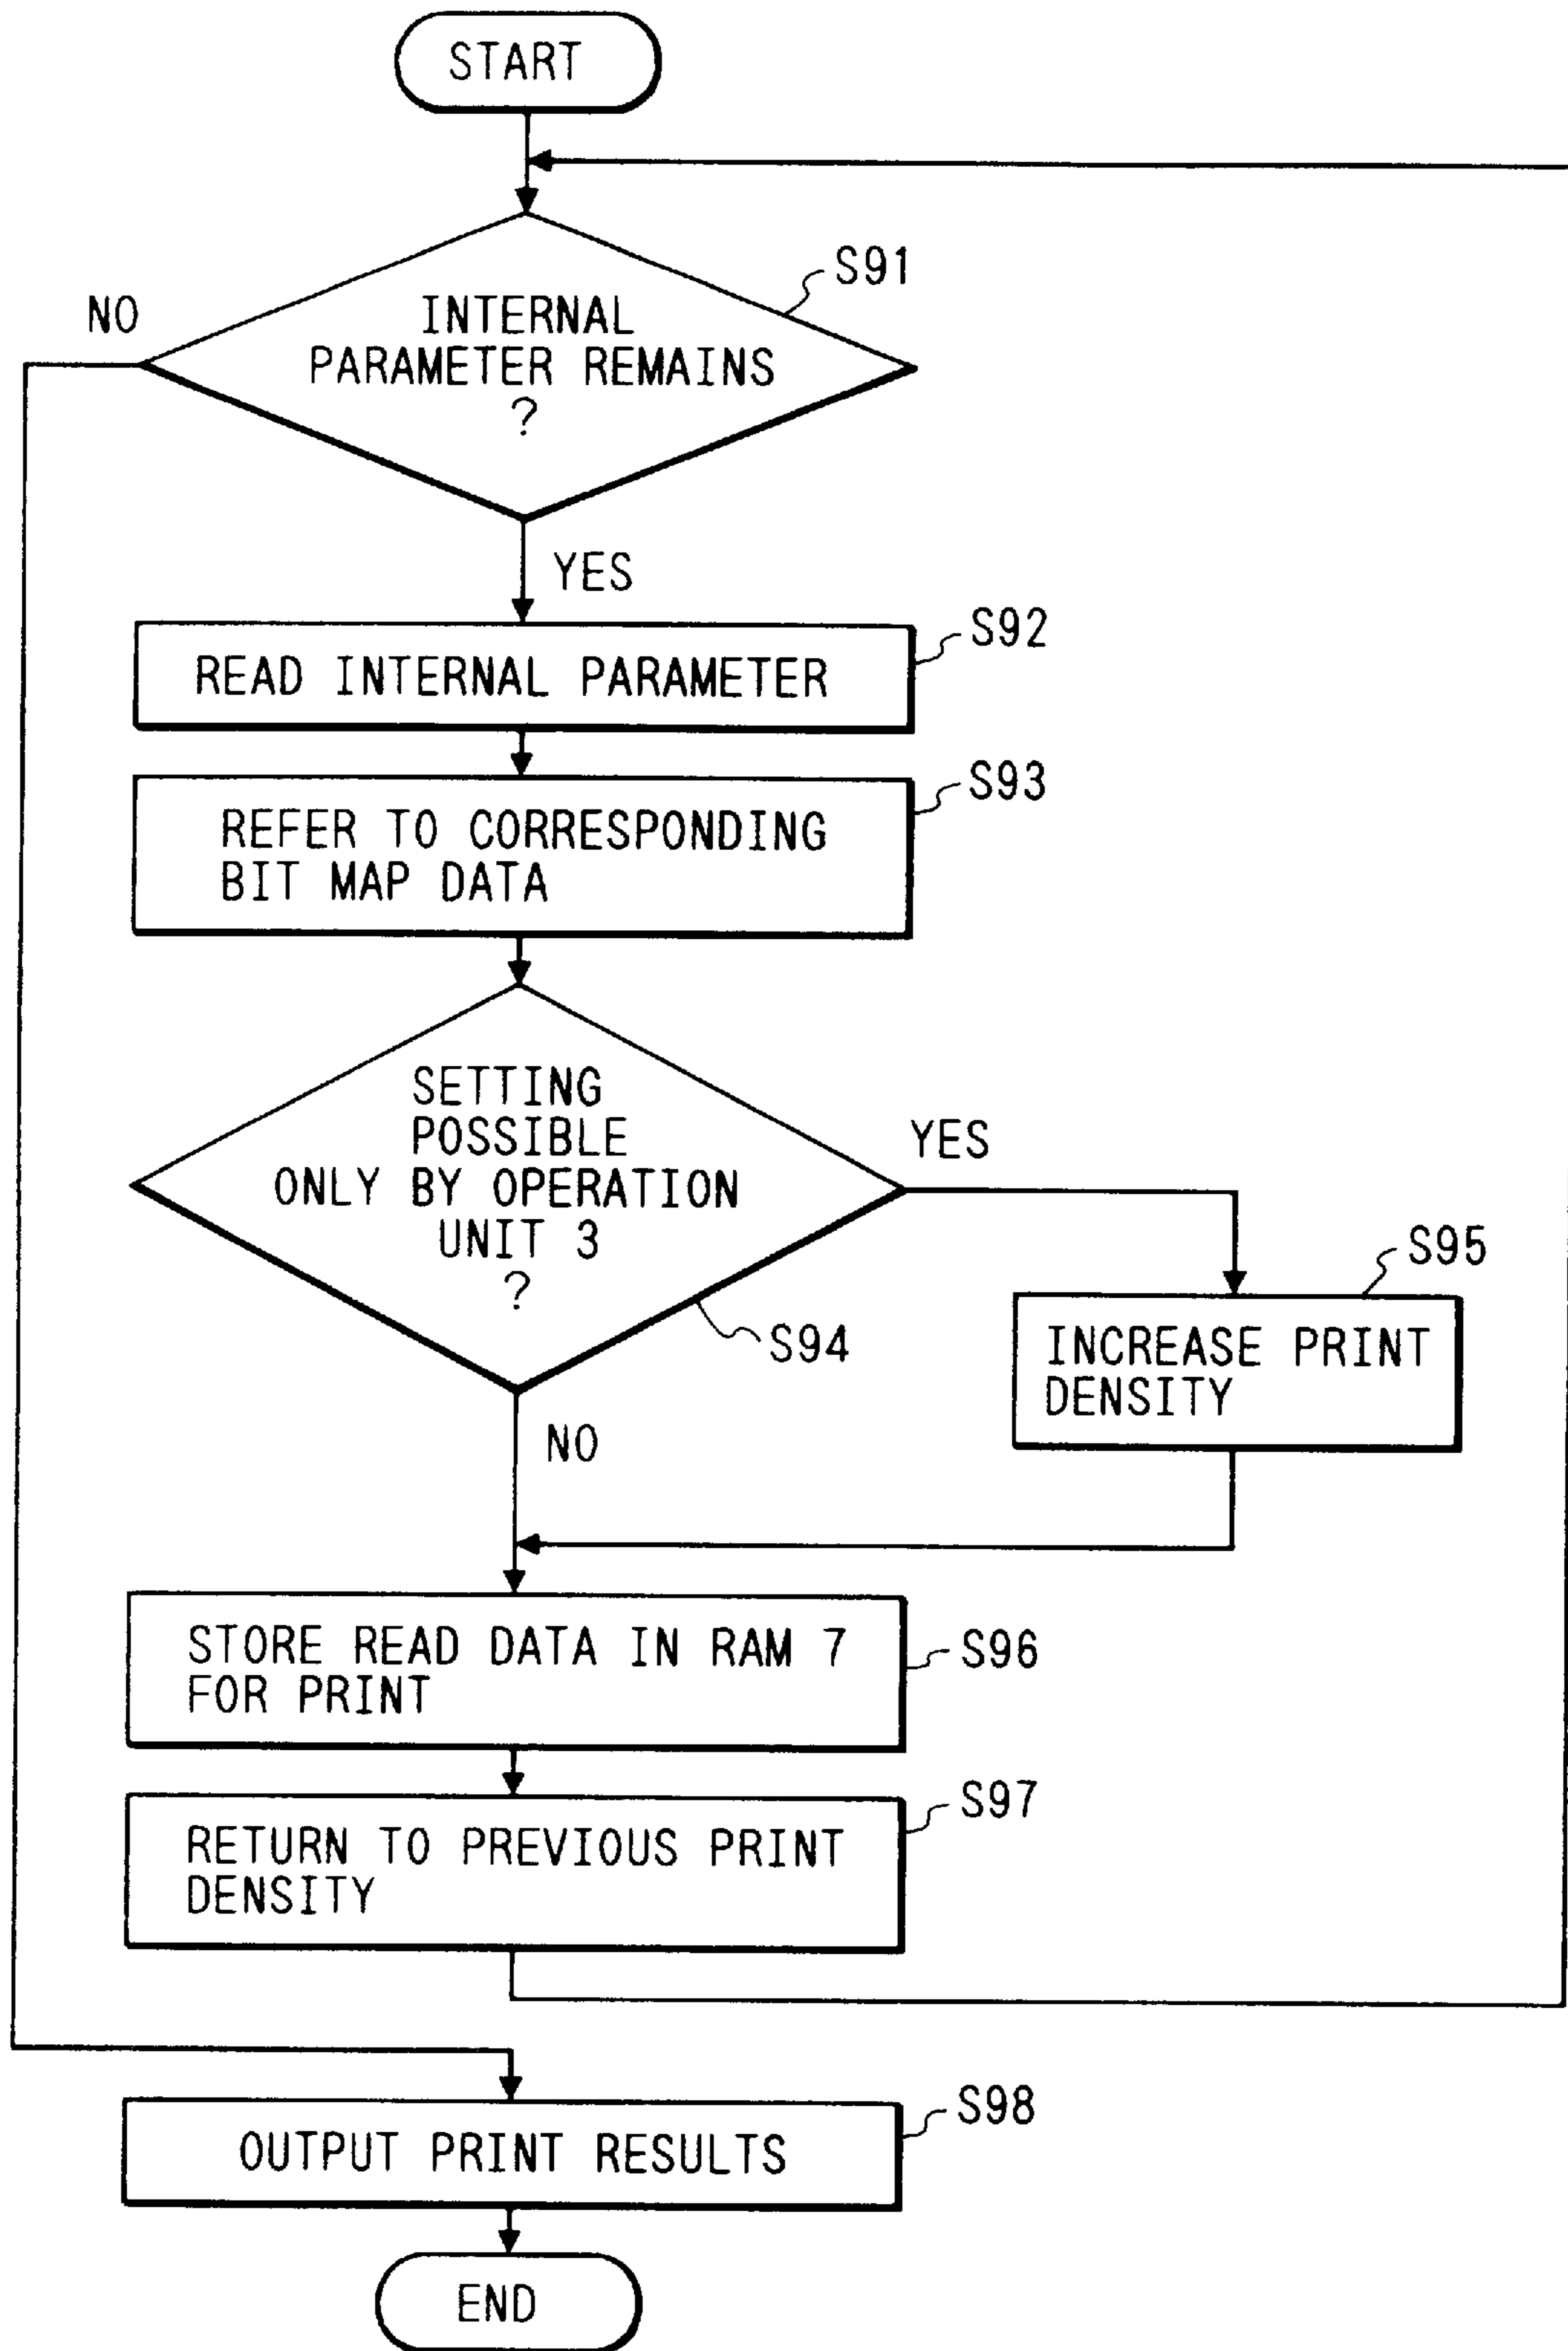 START
S91
NO
INTERNAL
PARAMETER REMAINS
?
YES
S92
READ INTERNAL PARAMETER
S93
REFER TO CORRESPONDING
BIT MAP DATA
SETTING
POSSIBLE
ONLY BY OPERATION
UNIT 3
?
YES
S94
S95
INCREASE PRINT
DENSITY
NO
S96
STORE READ DATA IN RAM 7
FOR PRINT
S97
RETURN TO PREVIOUS PRINT
DENSITY
S98
OUTPUT PRINT RESULTS
END